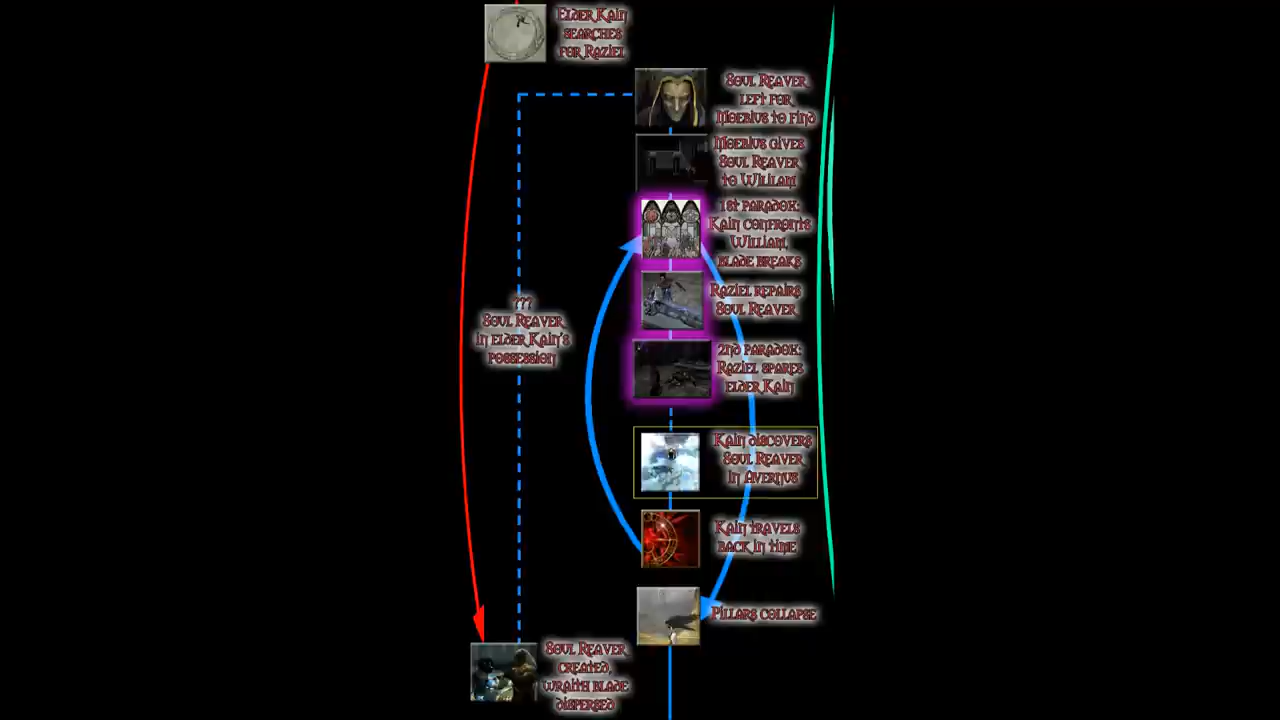 Elder Kain
searches
for Raziel
Soul Reaver
left for
Moebius to find
Moebius gives
Soul Reaver
to William
1st paradox:
Kain confronts
William,
blade breaks
Raziel repairs
Soul Reaver
???
Soul Reaver
in elder Kain's
possession
2nd paradox:
Raziel spares
elder Kain
Kain discovers
Soul Reaver
in Avernus
Kain travels
back in time
Pillars collapse
Soul Reaver
created,
wraith blade
dispersed